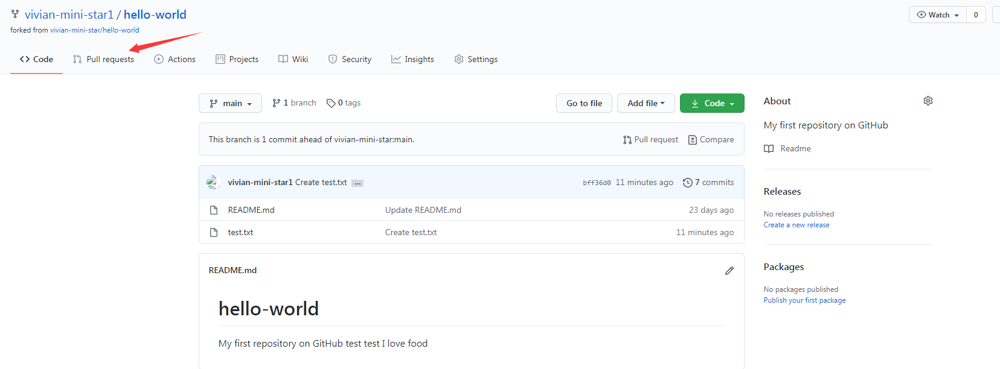 vivian-mini-star1 / hello-world
Watch 0
forked from vivian-mini-star/hello-world
Code Pull requests Actions Projects Wiki Security Insights Settings
main 1 branch 0 tags Go to file Add file Code
This branch is 1 commit ahead of vivian-mini-star:main. Pull request Compare
vivian-mini-star1 Create test.txt ... bff36d0 11 minutes ago 7 commits
README.md Update README.md 23 days ago
test.txt Create test.txt 11 minutes ago
README.md
hello-world
My first repository on GitHub test test I love food
About
My first repository on GitHub
Readme
Releases
No releases published
Create a new release
Packages
No packages published
Publish your first package